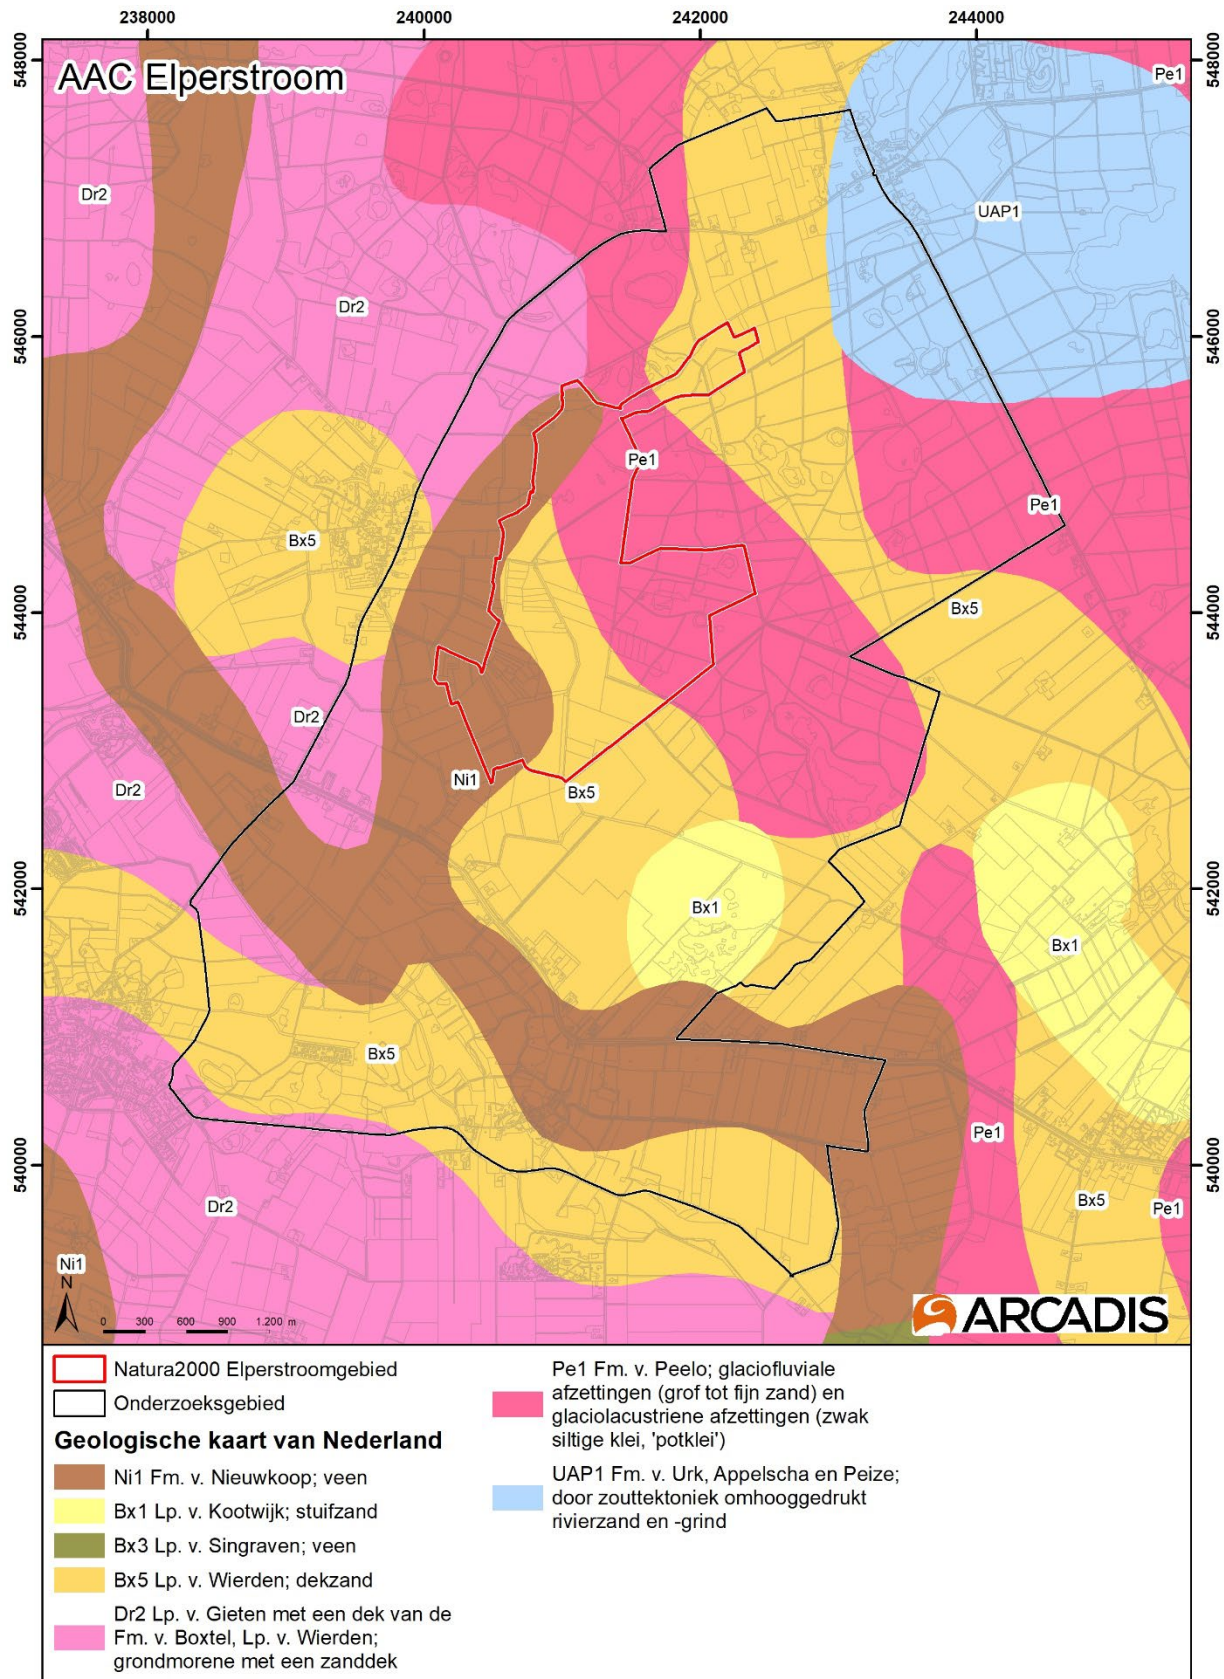 238000
240000
242000
244000
548000
548000
AAC Elperstroom
Pe1
Dr2
UAP1
Dr2
546000
546000
Pe1
Pe1
Bx5
544000
544000
Bx5
Dr2
Dr2
Ni1
Bx5
542000
542000
Bx1
Bx1
Bx5
Pe1
540000
540000
Dr2
Bx5
Pe1
Ni1
N
0 300 600 900 1.200 m
ARCADIS
Natura2000 Elperstroomgebied
Onderzoeksgebied
Geologische kaart van Nederland
Ni1 Fm. v. Nieuwkoop; veen
Bx1 Lp. v. Kootwijk; stuifzand
Bx3 Lp. v. Singraven; veen
Bx5 Lp. v. Wierden; dekzand
Dr2 Lp. v. Gieten met een dek van de
Fm. v. Boxtel, Lp. v. Wierden;
grondmorene met een zanddek
Pe1 Fm. v. Peelo; glaciofluviale
afzettingen (grof tot fijn zand) en
glaciolacustriene afzettingen (zwak
siltige klei, 'potklei')
UAP1 Fm. v. Urk, Appelscha en Peize;
door zouttektoniek omhooggedrukt
rivierzand en -grind